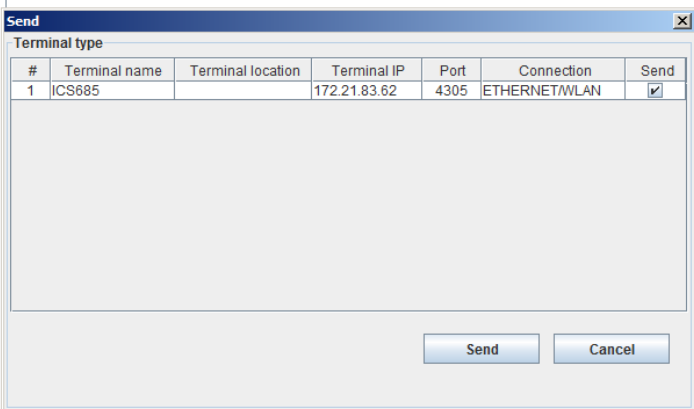 Send
Terminal type
# Terminal name Terminal location Terminal IP Port Connection Send
1 ICS685 172.21.83.62 4305 ETHERNET/WLAN
Send Cancel